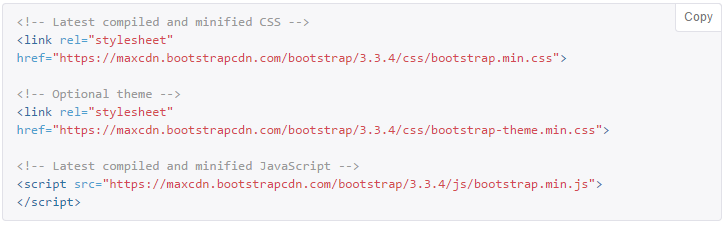 Copy
<!-- Latest compiled and minified CSS -->
<link rel="stylesheet"
href="https://maxcdn.bootstrapcdn.com/bootstrap/3.3.4/css/bootstrap.min.css">
<!-- Optional theme -->
<link rel="stylesheet"
href="https://maxcdn.bootstrapcdn.com/bootstrap/3.3.4/css/bootstrap-theme.min.css">
<!-- Latest compiled and minified JavaScript -->
<script src="https://maxcdn.bootstrapcdn.com/bootstrap/3.3.4/js/bootstrap.min.js">
</script>